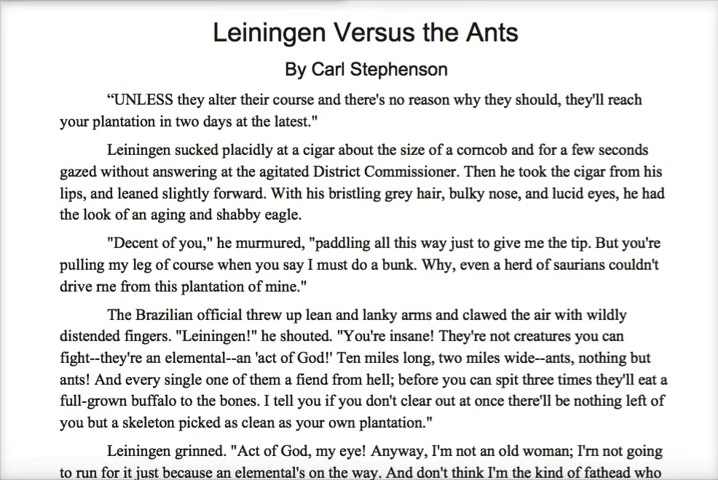 Leiningen Versus the Ants
By Carl Stephenson
“UNLESS they alter their course and there's no reason why they should, they'll reach
your plantation in two days at the latest."
Leiningen sucked placidly at a cigar about the size of a corncob and for a few seconds
gazed without answering at the agitated District Commissioner. Then he took the cigar from his
lips, and leaned slightly forward. With his bristling grey hair, bulky nose, and lucid eyes, he had
the look of an aging and shabby eagle.
"Decent of you," he murmured, "paddling all this way just to give me the tip. But you're
pulling my leg of course when you say I must do a bunk. Why, even a herd of saurians couldn't
drive me from this plantation of mine."
The Brazilian official threw up lean and lanky arms and clawed the air with wildly
distended fingers. "Leiningen!" he shouted. "You're insane! They're not creatures you can
fight--they're an elemental--an 'act of God!' Ten miles long, two miles wide--ants, nothing but
ants! And every single one of them a fiend from hell; before you can spit three times they'll eat a
full-grown buffalo to the bones. I tell you if you don't clear out at once there'll be nothing left of
you but a skeleton picked as clean as your own plantation."
Leiningen grinned. "Act of God, my eye! Anyway, I'm not an old woman; I'rn not going
to run for it just because an elemental's on the way. And don't think I'm the kind of fathead who